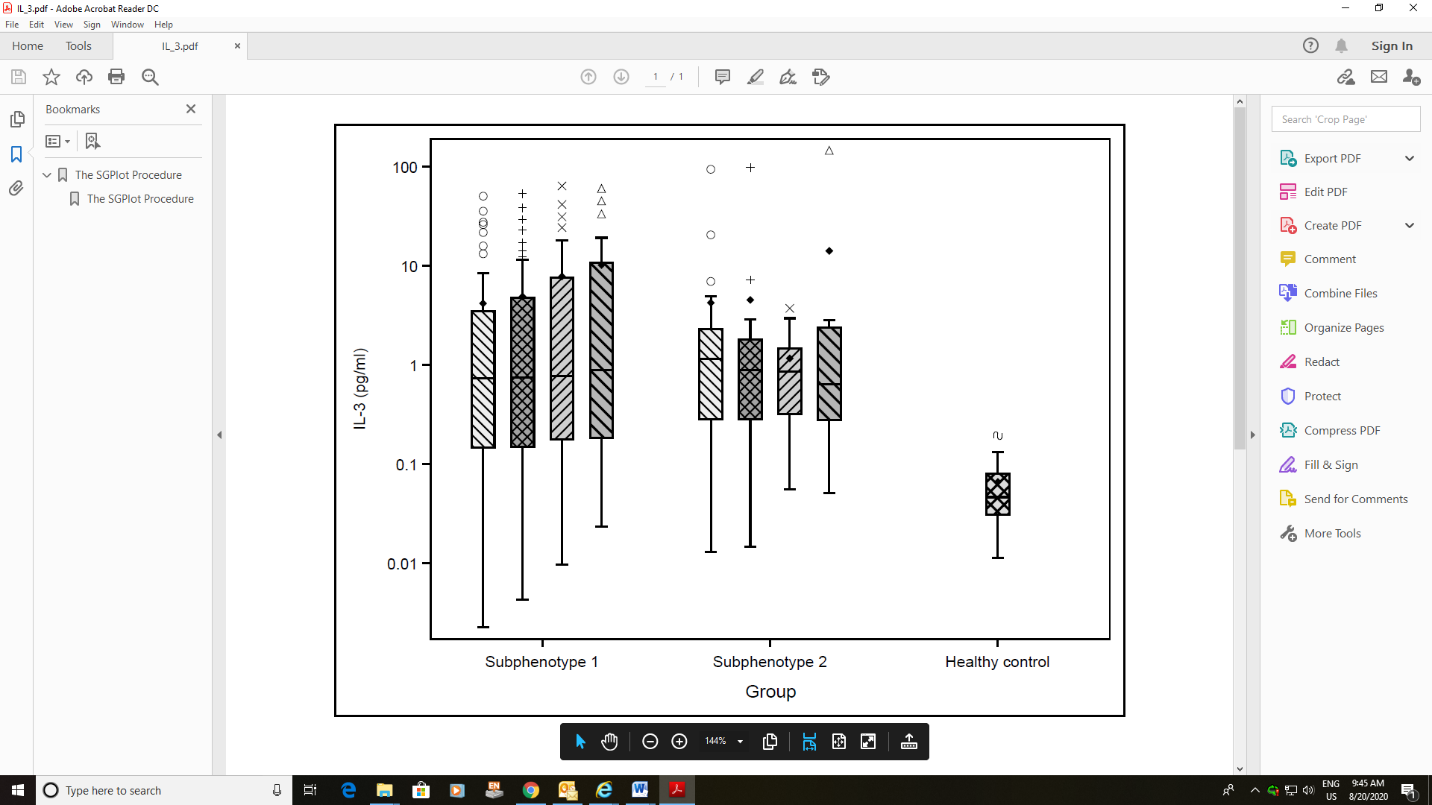 IL_3.pdf - Adobe Acrobat Reader DC
File Edit View Sign Window Help
Home Tools IL_3.pdf × Sign In
1 / 1
Bookmarks
The SGPlot Procedure
The SGPlot Procedure
100
10
1
0.1
0.01
IL-3 (pg/ml)
Subphenotype 1 Subphenotype 2 Healthy control
Group
144%
Search 'Crop Page'
Export PDF
Edit PDF
Create PDF
Comment
Combine Files
Organize Pages
Redact
Protect
Compress PDF
Fill & Sign
Send for Comments
More Tools
Type here to search
EN
ENG
US
9:45 AM
8/20/2020
1